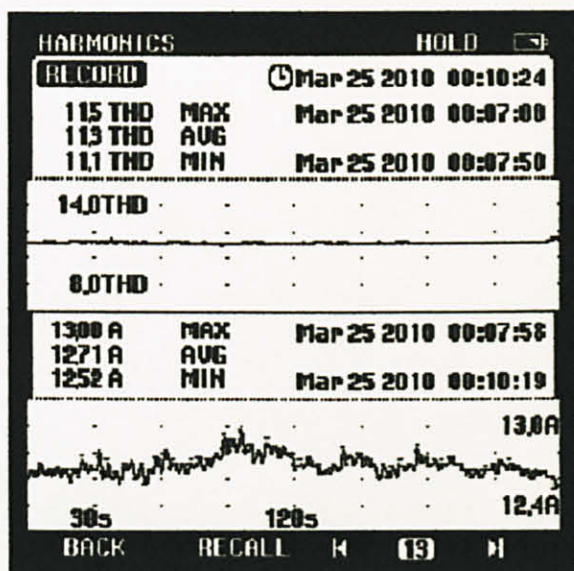 HARMONICS HOLD
RECORD Mar 25 2010 00:10:24
11,5 THD MAX Mar 25 2010 00:07:00
11,3 THD AVG
11,1 THD MIN Mar 25 2010 00:07:50
14,0THD
8,0THD
13,00 A MAX Mar 25 2010 00:07:58
12,71 A AVG
12,52 A MIN Mar 25 2010 00:10:19
13,0A
12,4A
30s 120s
BACK RECALL 13